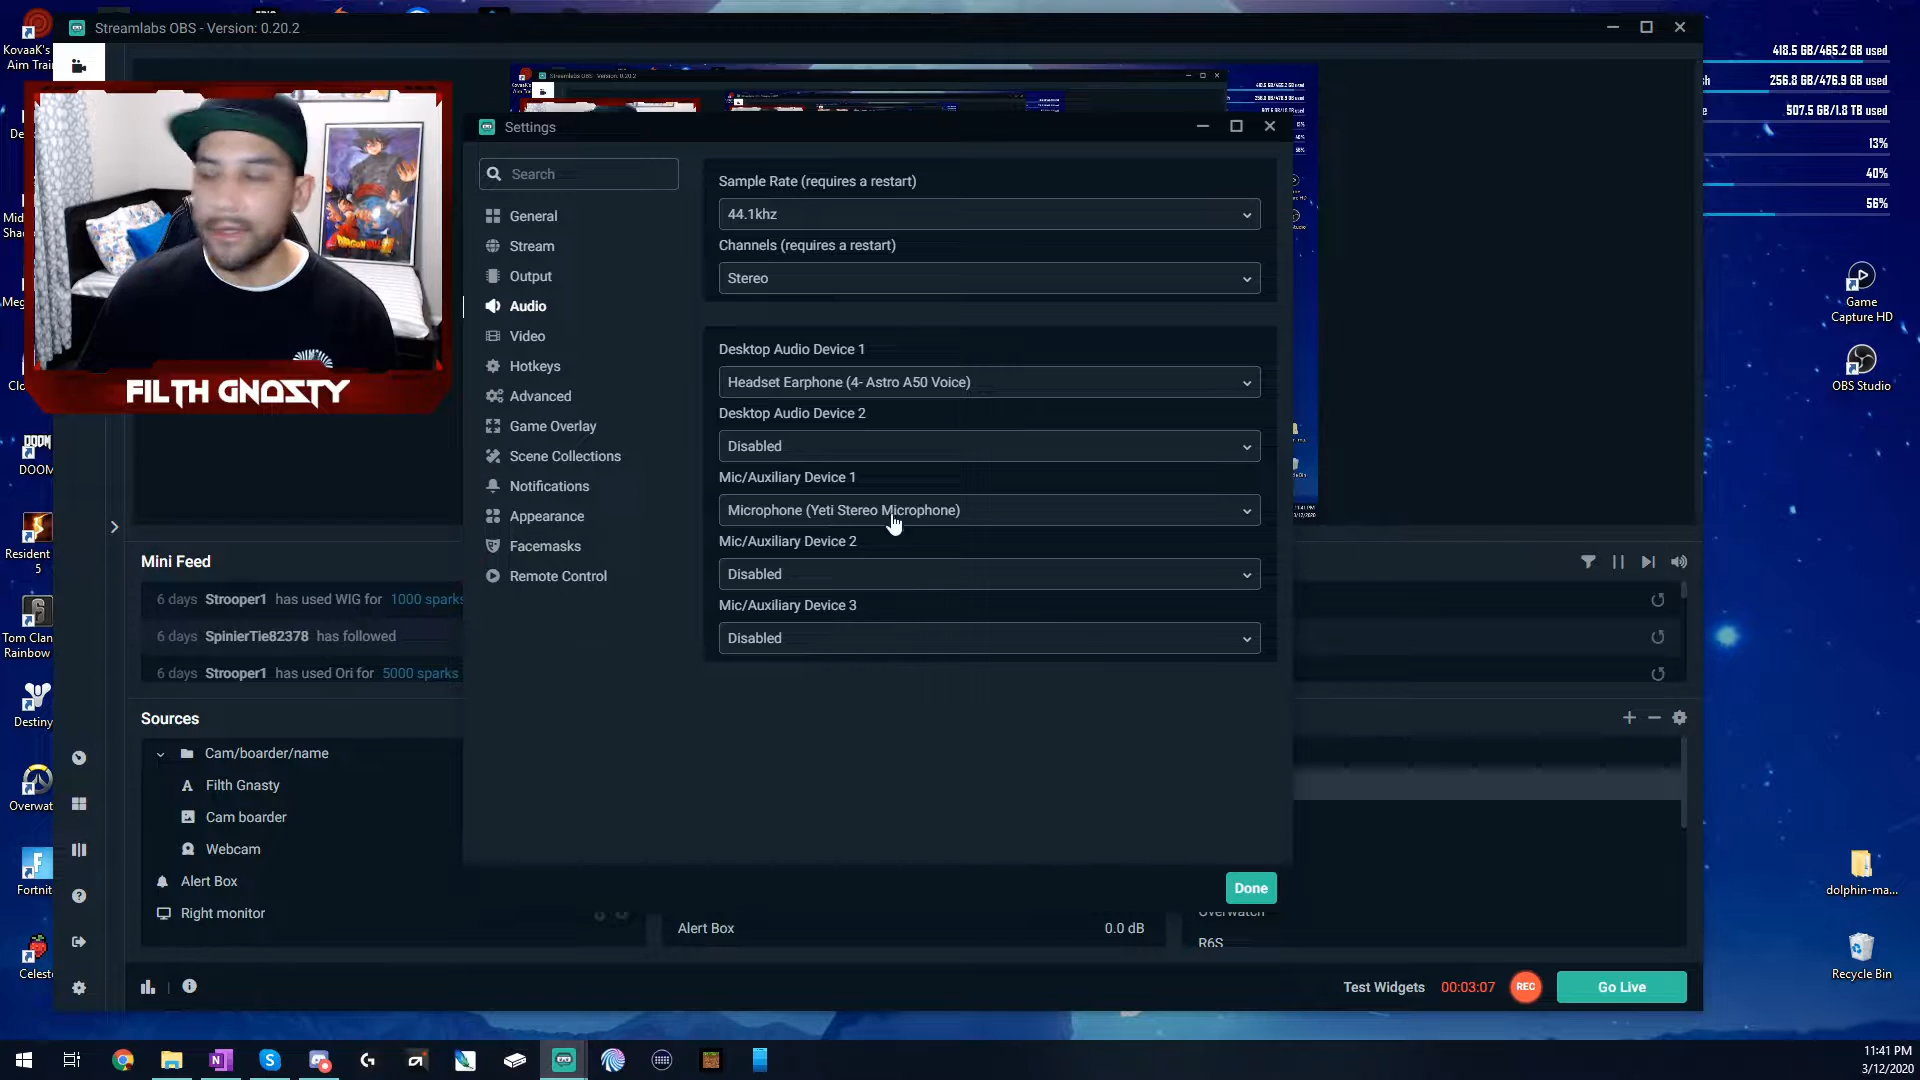 Streamlabs OBS - Version: 0.20.2
KovaaK's
Aim Trai
418.5 GB/465.2 GB used
256.8 GB/476.9 GB used
507.5 GB/1.8 TB used
13%
40%
56%
Settings
Search
General
Stream
Output
Audio
Video
Hotkeys
Advanced
Game Overlay
Scene Collections
Notifications
Appearance
Facemasks
Remote Control
Sample Rate (requires a restart)
44.1khz
Channels (requires a restart)
Stereo
Desktop Audio Device 1
Headset Earphone (4- Astro A50 Voice)
Desktop Audio Device 2
Disabled
Mic/Auxiliary Device 1
Microphone (Yeti Stereo Microphone)
Mic/Auxiliary Device 2
Disabled
Mic/Auxiliary Device 3
Disabled
Done
FILTH GNASTY
DRAGONBALL
Game
Capture HD
OBS Studio
DOOM
Resident
5
Tom Clan
Rainbow
Destiny
Overwat
Fortnit
Celest
Mini Feed
6 days Strooper1 has used WIG for 1000 sparks
6 days SpinierTie82378 has followed
6 days Strooper1 has used Ori for 5000 sparks
Sources
Cam/boarder/name
Filth Gnasty
Cam boarder
Webcam
Alert Box
Right monitor
Alert Box 0.0 dB
Overwatch
R6S
Test Widgets 00:03:07 REC Go Live
dolphin-ma...
Recycle Bin
11:41 PM
3/12/2020